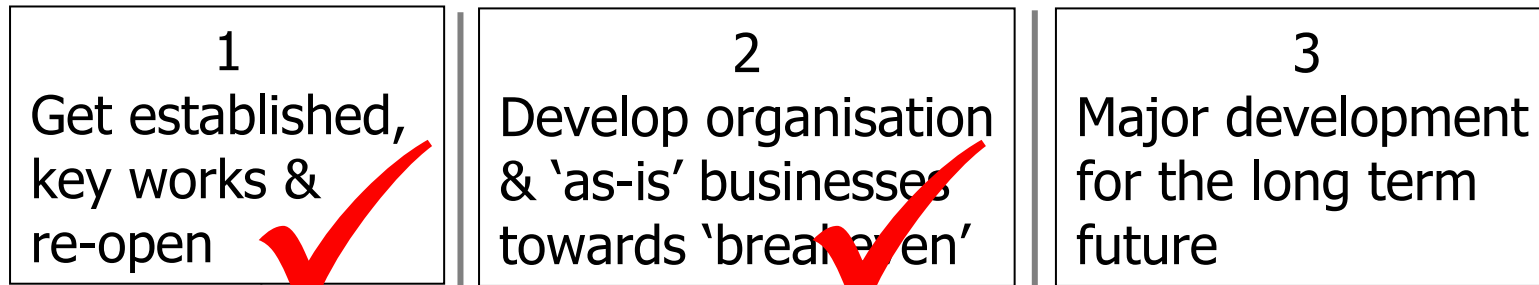 1
Get established,
key works &
re-open
2
Develop organisation
& ‘as-is’ businesses
towards ‘breakeven’
3
Major development
for the long term
future